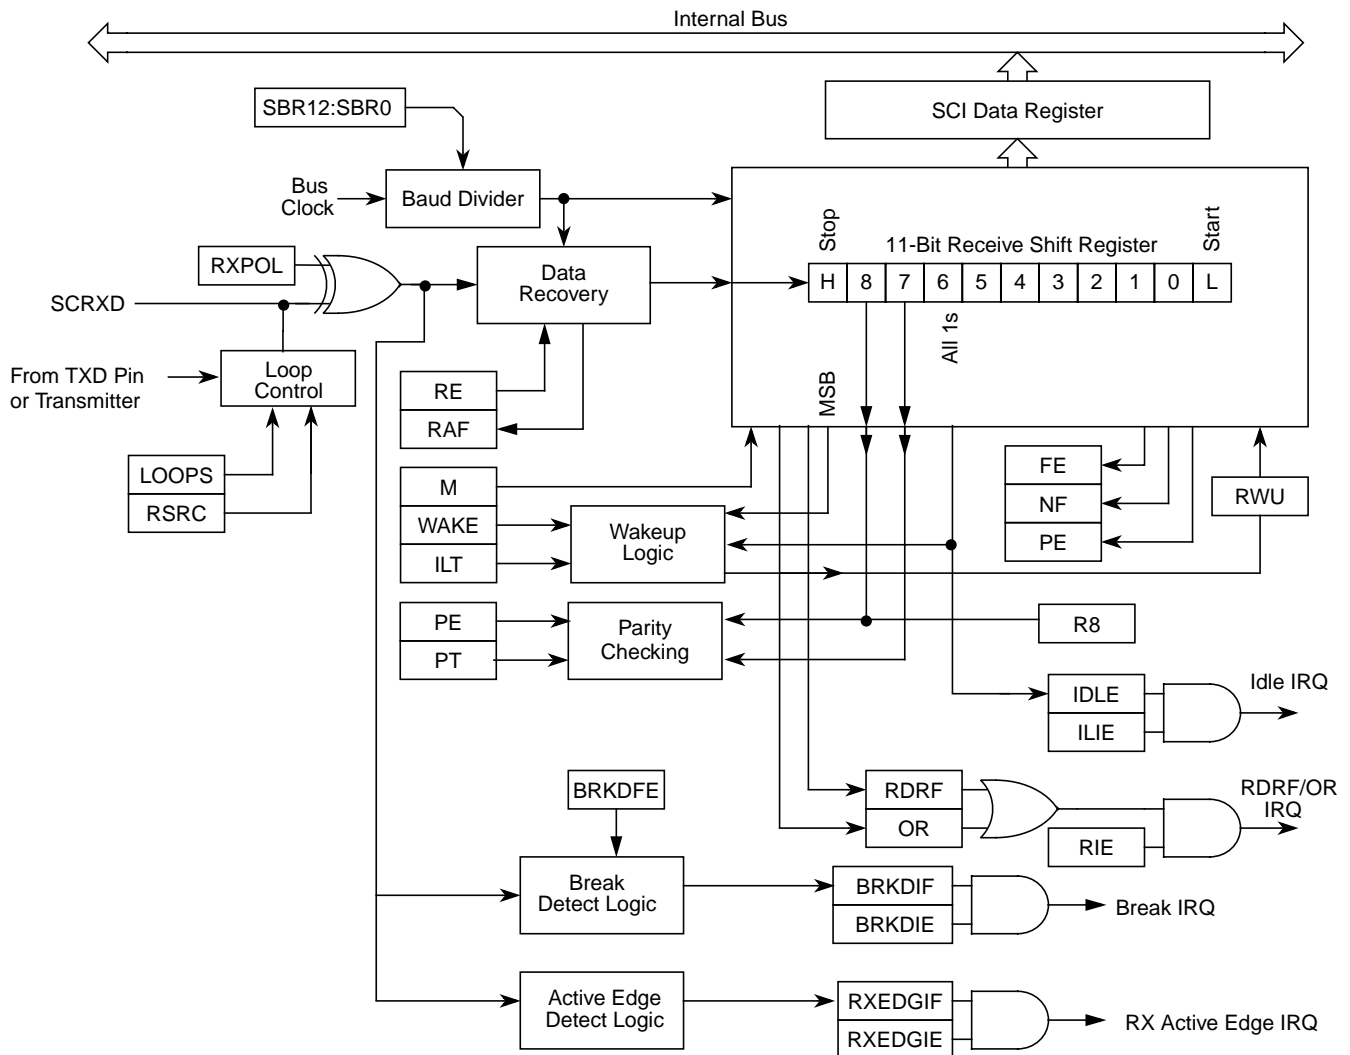 Internal Bus
SBR12:SBR0
SCI Data Register
Bus
Clock
Baud Divider
Stop
11-Bit Receive Shift Register
Start
RXPOL
Data
Recovery
H 8 7 6 5 4 3 2 1 0 L
SCRXD
All 1s
From TXD Pin
or Transmitter
Loop
Control
RE
RAF
MSB
LOOPS
RSRC
M
WAKE
ILT
Wakeup
Logic
FE
NF
PE
RWU
PE
PT
Parity
Checking
R8
IDLE
ILIE
Idle IRQ
BRKDFE
RDRF
OR
RIE
RDRF/OR
IRQ
Break
Detect Logic
BRKDIF
BRKDIE
Break IRQ
Active Edge
Detect Logic
RXEDGIF
RXEDGIE
RX Active Edge IRQ